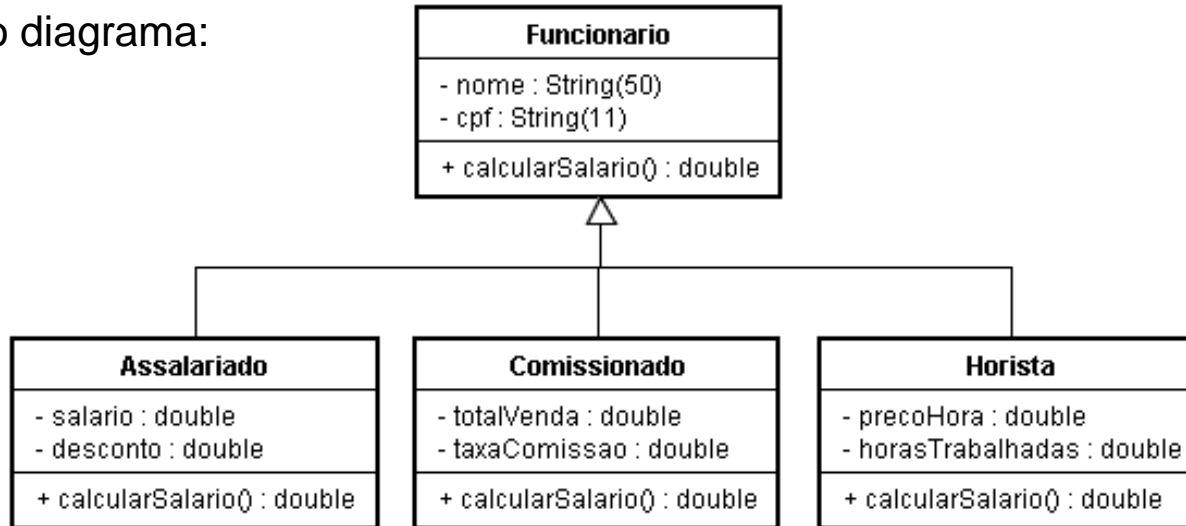 o diagrama:
Funcionario
- nome : String(50)
- cpf : String(11)
+ calcularSalario() : double
Assalariado
- salario : double
- desconto : double
+ calcularSalario() : double
Comissionado
- totalVenda : double
- taxaComissao : double
+ calcularSalario() : double
Horista
- precoHora : double
- horasTrabalhadas : double
+ calcularSalario() : double